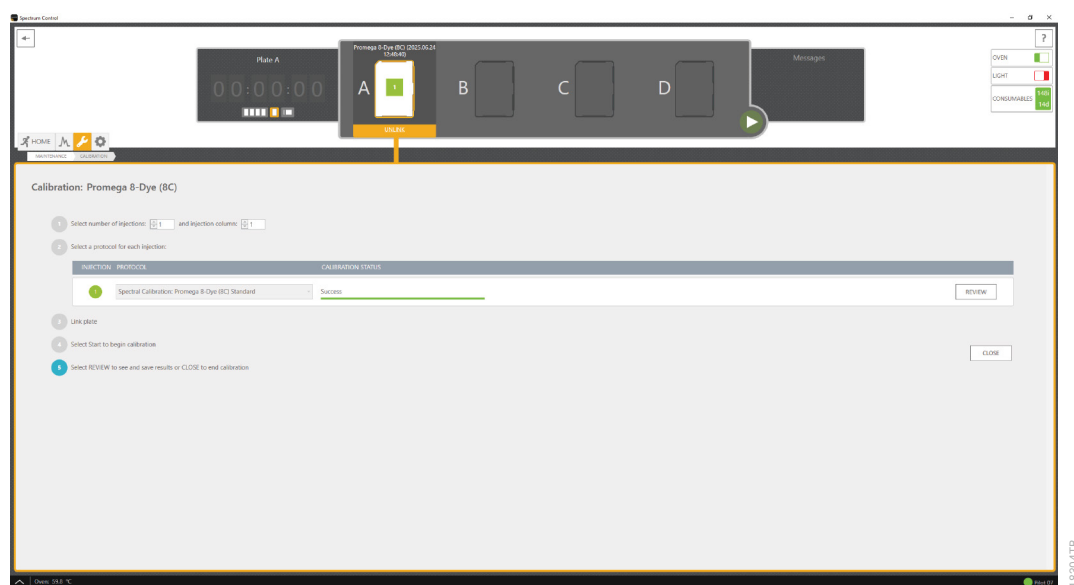 Spectrum Control
?
Plate A
00:00:00
Promega 8-Dye (8C) (2025.06.24
12:48:40)
A
1
UNLINK
B
C
D
Messages
OVEN
LIGHT
CONSUMABLES
14d
HOME
MAINTENANCE
CALIBRATION
Calibration: Promega 8-Dye (8C)
1 Select number of injections: 1 and injection column: 1
2 Select a protocol for each injection:
INJECTION PROTOCOL CALIBRATION STATUS
1 Spectral Calibration: Promega 8-Dye (8C) Standard Success REVIEW
3 Link plate
4 Select Start to begin calibration
CLOSE
5 Select REVIEW to see and save results or CLOSE to end calibration
Oven: 59.8 °C
Pilot 07